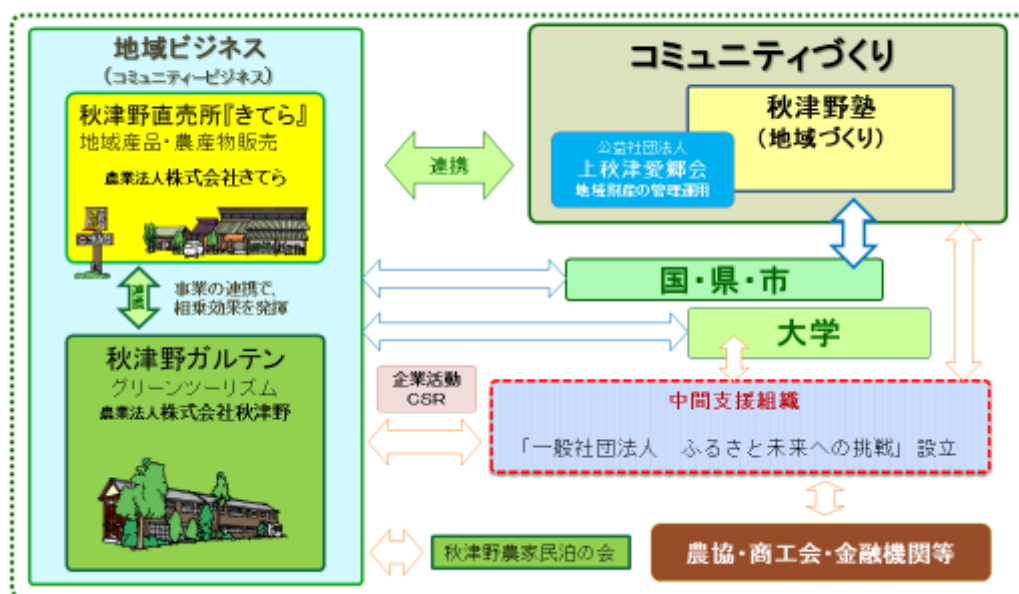 地域ビジネス
(コミュニティービジネス)
秋津野直売所『きてら』
地域産品・農産物販売
農業法人株式会社きてら
事業の連携で、
相乗効果を発揮
秋津野ガルテン
グリーンツーリズム
農業法人株式会社秋津野
連携
コミュニティづくり
秋津野塾
(地域づくり)
公益社団法人
上秋津愛郷会
地域財産の管理運用
国・県・市
大学
企業活動
CSR
中間支援組織
「一般社団法人　ふるさと未来への挑戦」設立
秋津野農家民泊の会
農協・商工会・金融機関等